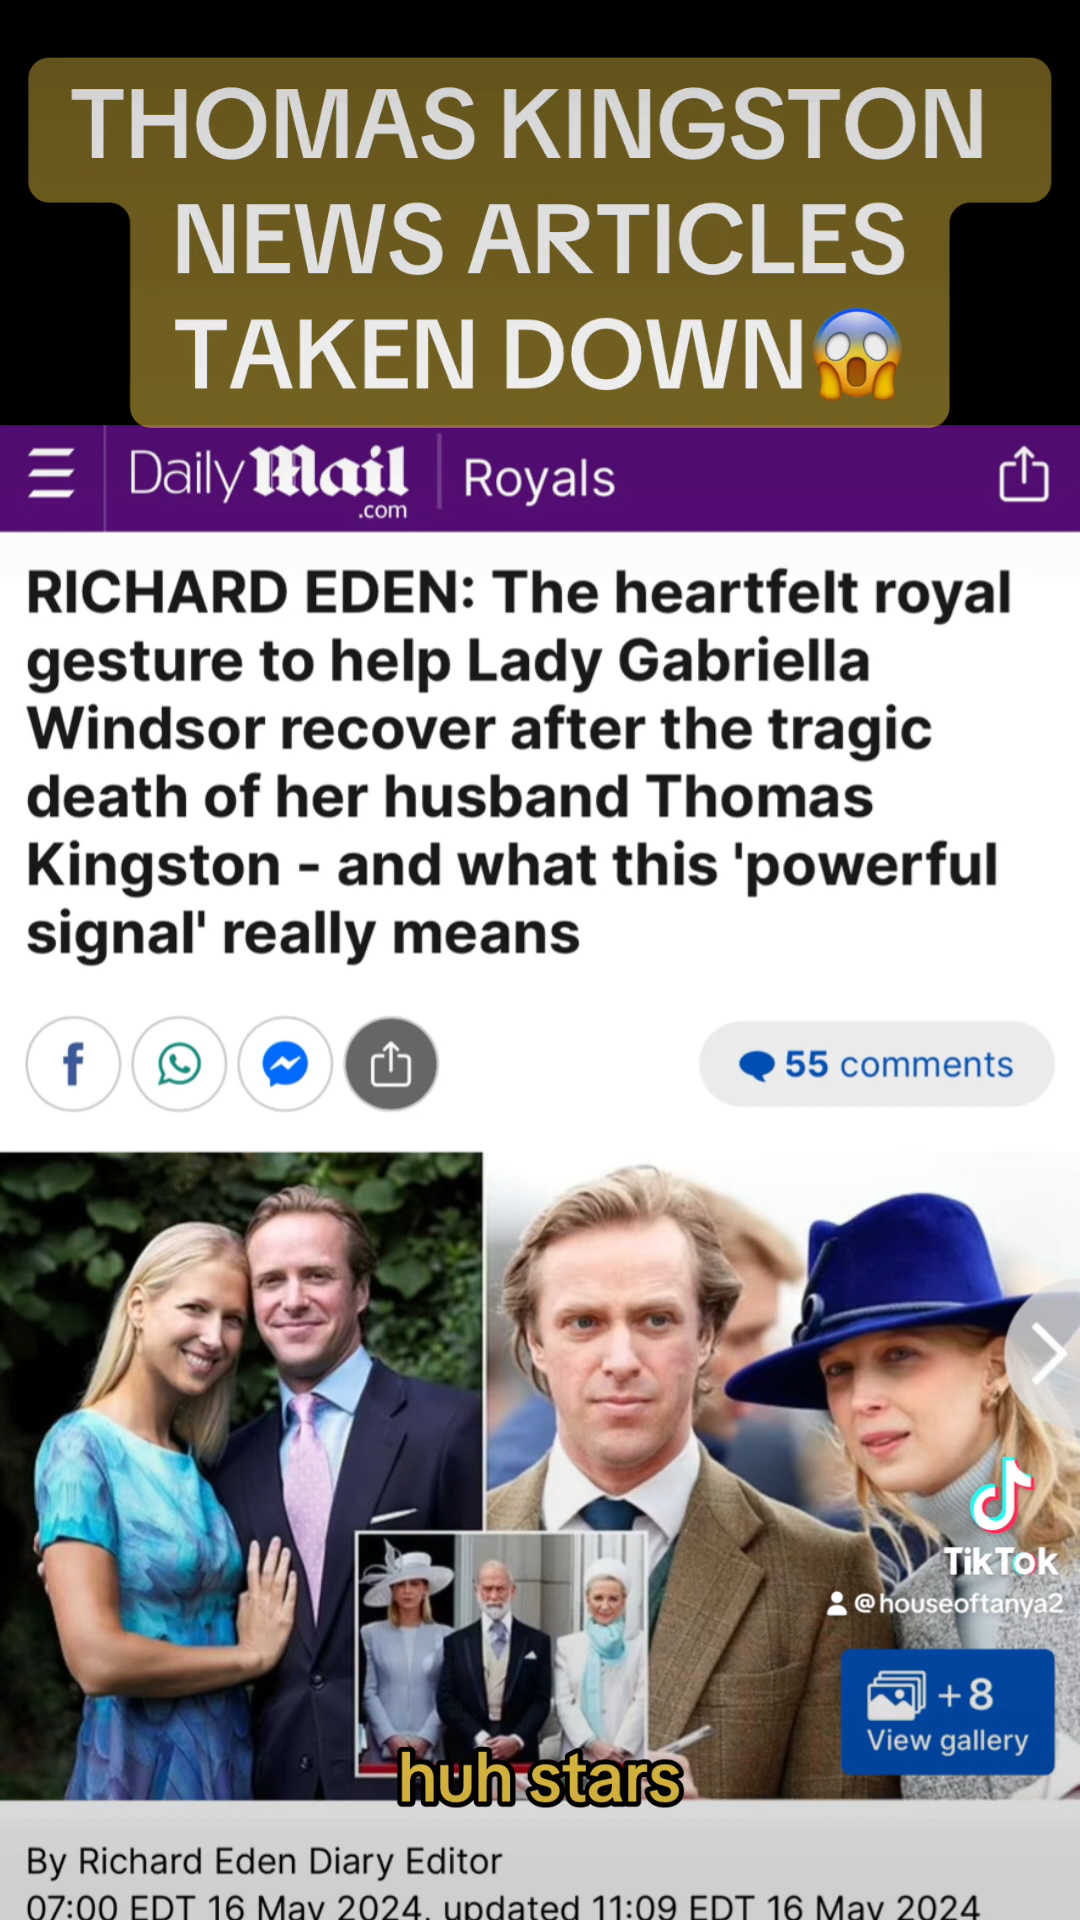 THOMAS KINGSTON
NEWS ARTICLES
TAKEN DOWN😱
Daily Mail
.com
Royals
RICHARD EDEN: The heartfelt royal
gesture to help Lady Gabriella
Windsor recover after the tragic
death of her husband Thomas
Kingston - and what this 'powerful
signal' really means
55 comments
TikTok
@houseoftanya2
+8
View gallery
huh stars
By Richard Eden Diary Editor
07:00 EDT 16 May 2024, updated 11:09 EDT 16 May 2024